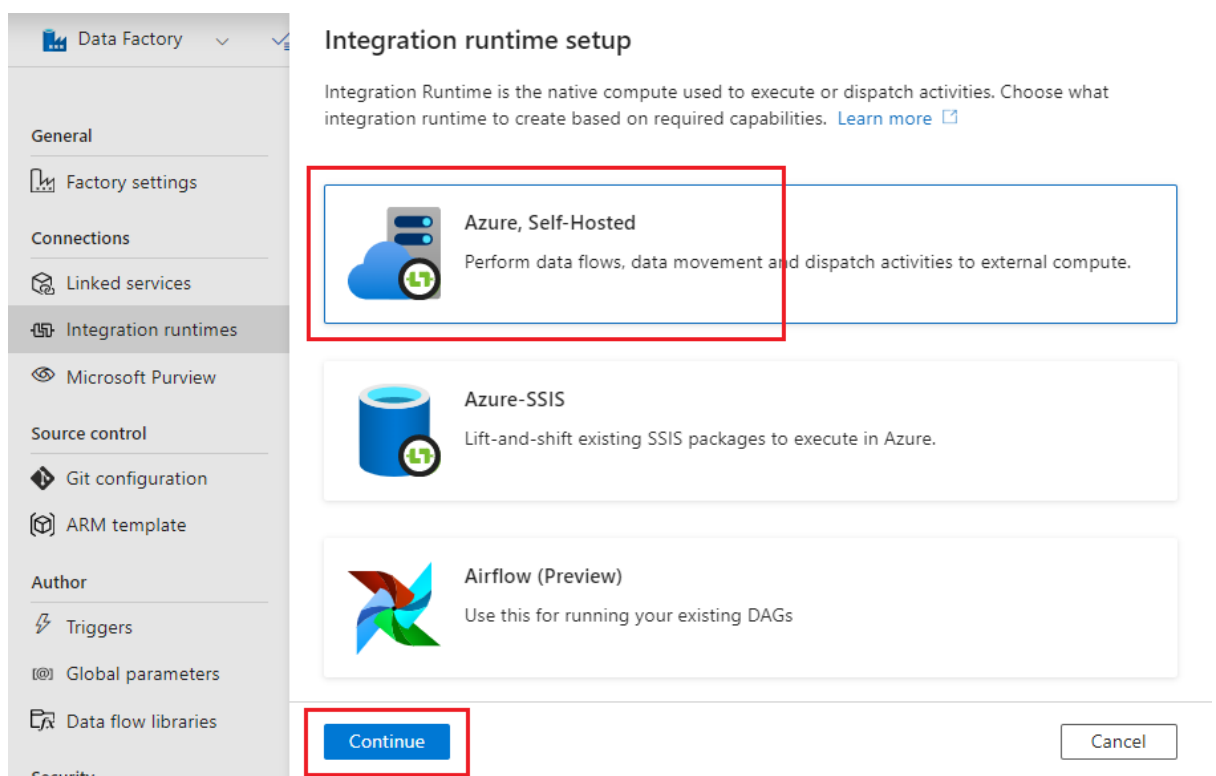 Data Factory
General
Factory settings
Connections
Linked services
Integration runtimes
Microsoft Purview
Source control
Git configuration
ARM template
Author
Triggers
Global parameters
Data flow libraries
Security
Integration runtime setup
Integration Runtime is the native compute used to execute or dispatch activities. Choose what
integration runtime to create based on required capabilities. Learn more
Azure, Self-Hosted
Perform data flows, data movement and dispatch activities to external compute.
Azure-SSIS
Lift-and-shift existing SSIS packages to execute in Azure.
Airflow (Preview)
Use this for running your existing DAGs
Continue
Cancel